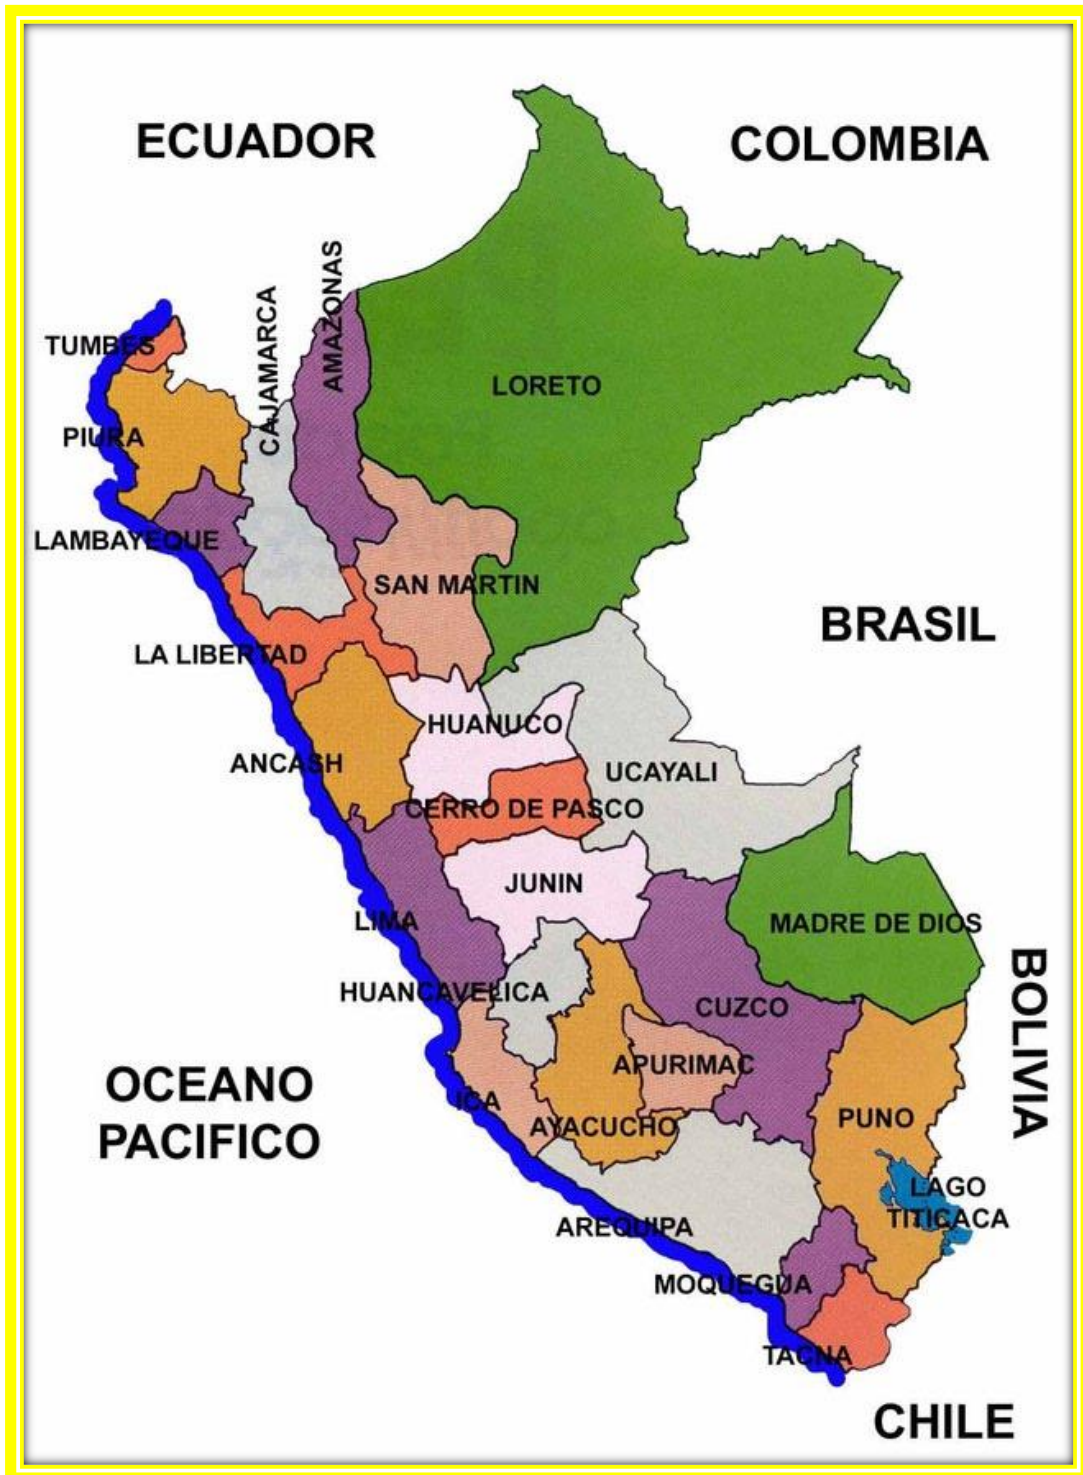 ECUADOR
COLOMBIA
AMAZONAS
CAJAMARCA
TUMBES
LORETO
PIURA
LAMBAYEQUE
SAN MARTIN
BRASIL
LA LIBERTAD
HUANUCO
ANCASH
UCAYALI
CERRO DE PASCO
JUNIN
LIMA
MADRE DE DIOS
HUANCAVELICA
CUZCO
BOLIVIA
APURIMAC
OCEANO
PACIFICO
ICA
AYACUCHO
PUNO
LAGO
TITICACA
AREQUIPA
MOQUEGUA
TACNA
CHILE